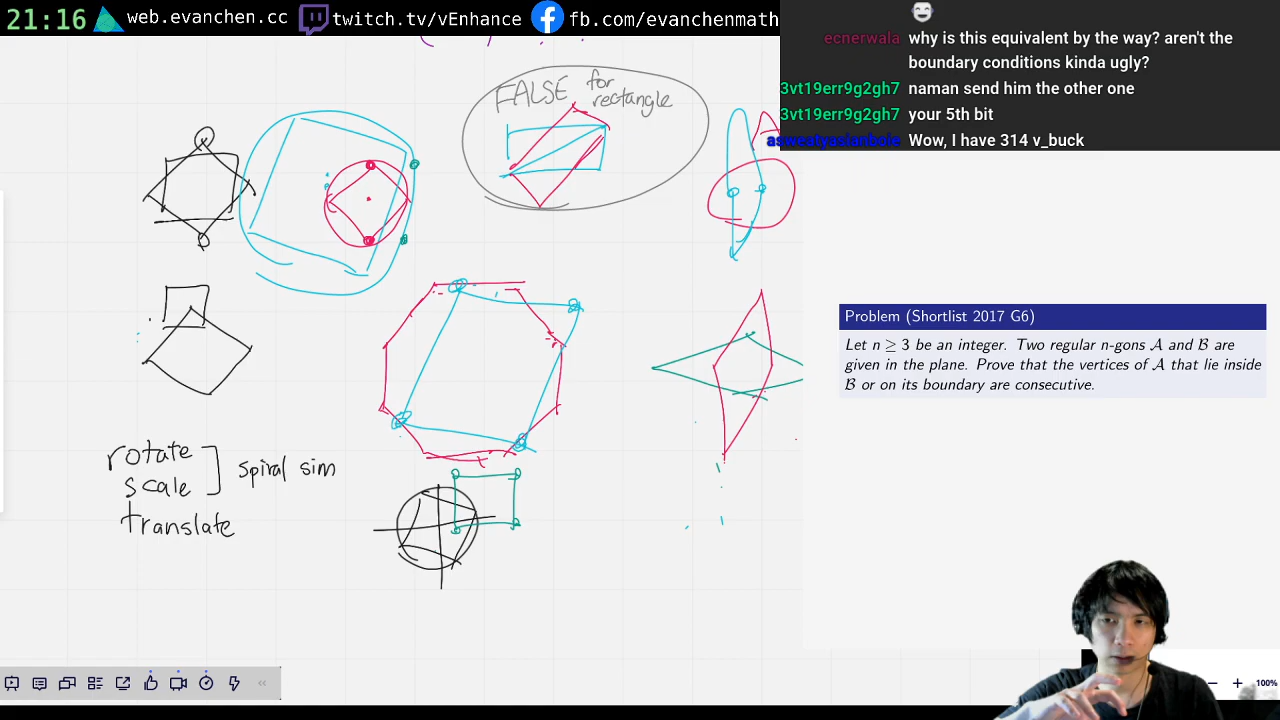 21:16 web.evanchen.cc twitch.tv/vEnhance fb.com/evanchenmath
ecnerwala why is this equivalent by the way? aren't the
boundary conditions kinda ugly?
3vt19err9g2gh7 naman send him the other one
3vt19err9g2gh7 your 5th bit
asweatyasianboie Wow, I have 314 v_buck
FALSE for
rectangle
Problem (Shortlist 2017 G6)
Let n ≥ 3 be an integer. Two regular n-gons 𝒜 and ℬ are
given in the plane. Prove that the vertices of 𝒜 that lie inside
ℬ or on its boundary are consecutive.
rotate
scale
spiral sim
translate
100%